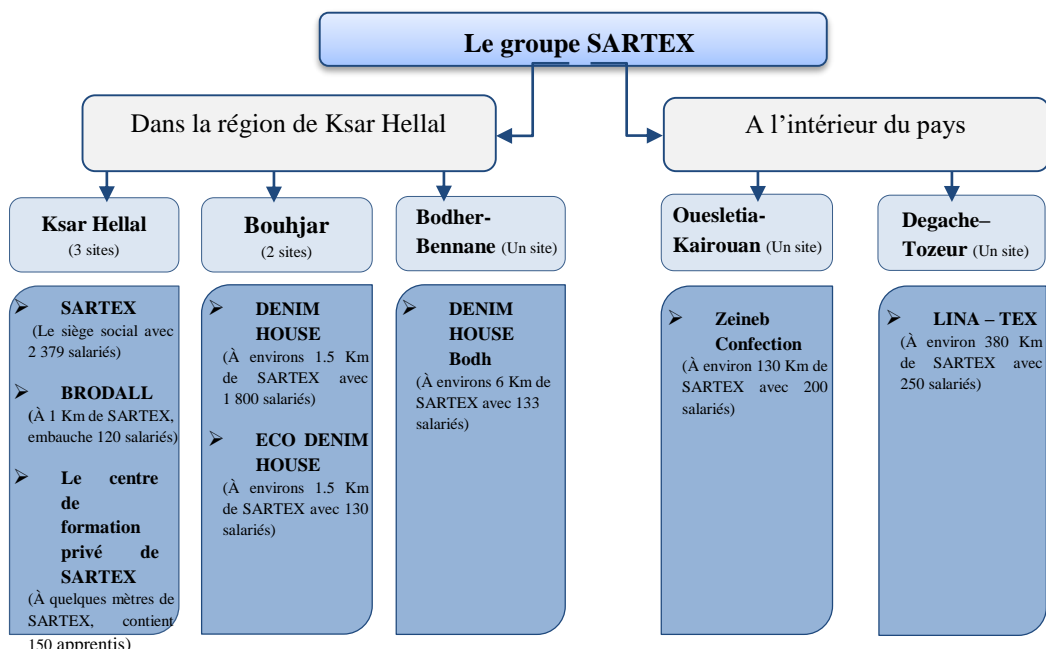 Le groupe SARTEX
Dans la région de Ksar Hellal
A l’intérieur du pays
Ksar Hellal
(3 sites)
Bouhjar
(2 sites)
Bodher-
Bennane (Un site)
Ouesletia-
Kairouan (Un site)
Degache–
Tozeur (Un site)
➢ SARTEX
(Le siège social avec
2 379 salariés)
➢ BRODALL
(À 1 Km de SARTEX,
embauche 120 salariés)
➢ Le centre
de
formation
privé de
SARTEX
(À quelques mètres de
SARTEX, contient
150 apprentis)
➢ DENIM
HOUSE
(À environs 1.5 Km
de SARTEX avec
1 800 salariés)
➢ ECO DENIM
HOUSE
(À environs 1.5 Km
de SARTEX avec 130
salariés)
➢ DENIM
HOUSE
Bodh
(À environs 6 Km de
SARTEX avec 133
salariés)
➢ Zeineb
Confection
(À environ 130 Km de
SARTEX avec 200
salariés)
➢ LINA – TEX
(À environ 380 Km
de SARTEX avec
250 salariés)